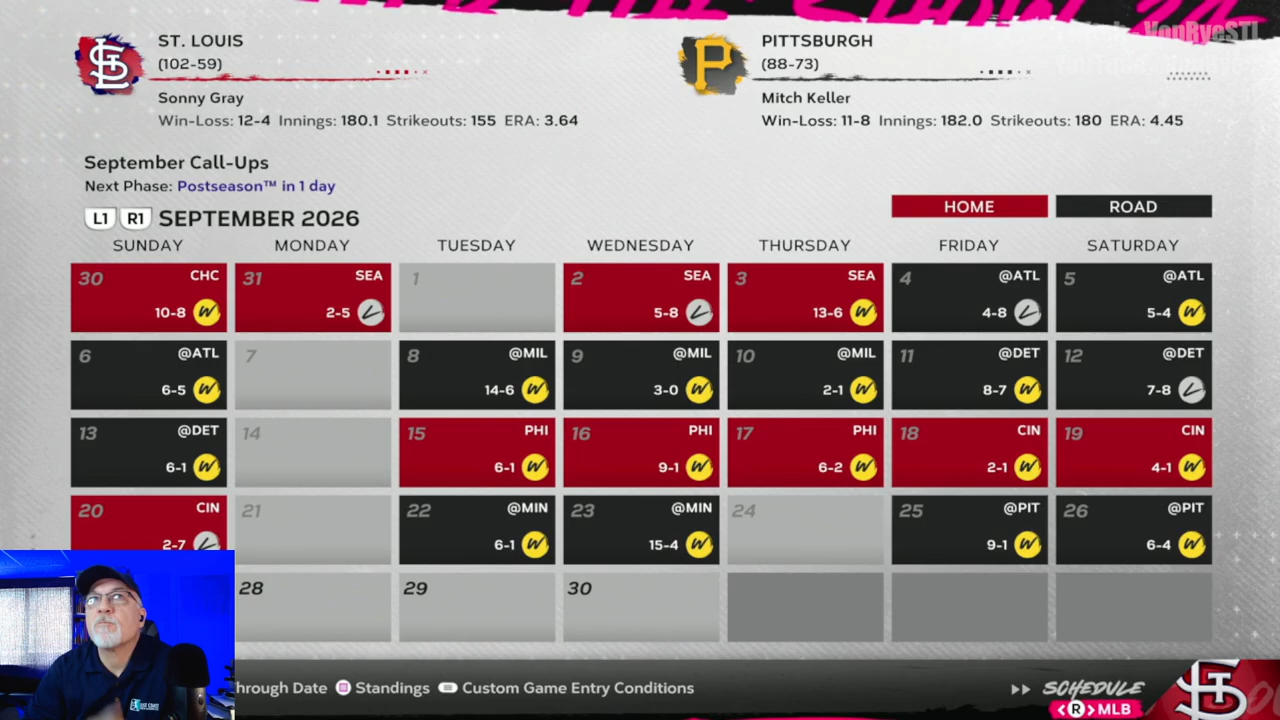 VonRyeSTL
ST. LOUIS
(102-59)
Sonny Gray
Win-Loss: 12-4 Innings: 180.1 Strikeouts: 155 ERA: 3.64
P
PITTSBURGH
(88-73)
Mitch Keller
Win-Loss: 11-8 Innings: 182.0 Strikeouts: 180 ERA: 4.45
September Call-Ups
Next Phase: Postseason™ in 1 day
L1 R1 SEPTEMBER 2026
HOME ROAD
SUNDAY MONDAY TUESDAY WEDNESDAY THURSDAY FRIDAY SATURDAY
30 CHC 31 SEA 1 2 SEA 3 SEA 4 @ATL 5 @ATL
10-8 W 2-5 L 5-8 L 13-6 W 4-8 L 5-4 W
6 @ATL 7 8 @MIL 9 @MIL 10 @MIL 11 @DET 12 @DET
6-5 W 14-6 W 3-0 W 2-1 W 8-7 W 7-8 L
13 @DET 14 15 PHI 16 PHI 17 PHI 18 CIN 19 CIN
6-1 W 6-1 W 9-1 W 6-2 W 2-1 W 4-1 W
20 CIN 21 22 @MIN 23 @MIN 24 25 @PIT 26 @PIT
2-7 L 6-1 W 15-4 W 9-1 W 6-4 W
28 29 30
hrough Date Standings Custom Game Entry Conditions
SCHEDULE
R MLB